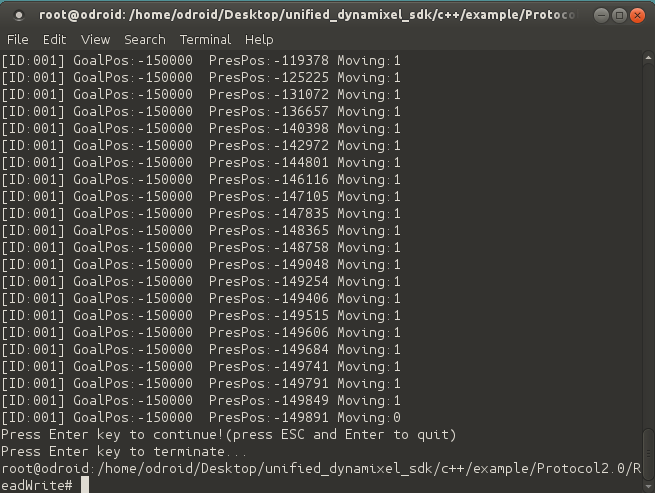 root@odroid: /home/odroid/Desktop/unified_dynamixel_sdk/c++/example/Protoco
File Edit View Search Terminal Help
[ID:001] GoalPos:-150000  PresPos:-119378 Moving:1
[ID:001] GoalPos:-150000  PresPos:-125225 Moving:1
[ID:001] GoalPos:-150000  PresPos:-131072 Moving:1
[ID:001] GoalPos:-150000  PresPos:-136657 Moving:1
[ID:001] GoalPos:-150000  PresPos:-140398 Moving:1
[ID:001] GoalPos:-150000  PresPos:-142972 Moving:1
[ID:001] GoalPos:-150000  PresPos:-144801 Moving:1
[ID:001] GoalPos:-150000  PresPos:-146116 Moving:1
[ID:001] GoalPos:-150000  PresPos:-147105 Moving:1
[ID:001] GoalPos:-150000  PresPos:-147835 Moving:1
[ID:001] GoalPos:-150000  PresPos:-148365 Moving:1
[ID:001] GoalPos:-150000  PresPos:-148758 Moving:1
[ID:001] GoalPos:-150000  PresPos:-149048 Moving:1
[ID:001] GoalPos:-150000  PresPos:-149254 Moving:1
[ID:001] GoalPos:-150000  PresPos:-149406 Moving:1
[ID:001] GoalPos:-150000  PresPos:-149515 Moving:1
[ID:001] GoalPos:-150000  PresPos:-149606 Moving:1
[ID:001] GoalPos:-150000  PresPos:-149684 Moving:1
[ID:001] GoalPos:-150000  PresPos:-149741 Moving:1
[ID:001] GoalPos:-150000  PresPos:-149791 Moving:1
[ID:001] GoalPos:-150000  PresPos:-149849 Moving:1
[ID:001] GoalPos:-150000  PresPos:-149891 Moving:0
Press Enter key to continue!(press ESC and Enter to quit)
Press Enter key to terminate...
root@odroid:/home/odroid/Desktop/unified_dynamixel_sdk/c++/example/Protocol2.0/R
eadWrite#